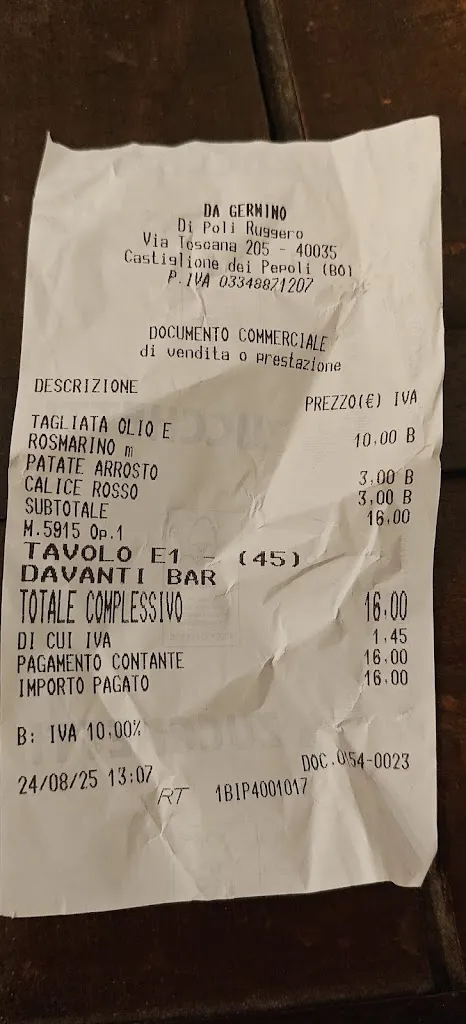 DA GERMINO
Di Poli Ruggero
Via Toscana 205 - 40035
Castiglione dei Pepoli (BO)
P.IVA 03348871207
DOCUMENTO COMMERCIALE
di vendita o prestazione
DESCRIZIONE PREZZO(€) IVA
TAGLIATA OLIO E
ROSMARINO m 10,00 B
PATATE ARROSTO 3,00 B
CALICE ROSSO 3,00 B
SUBTOTALE 16,00
M.5915 Op.1
TAVOLO E1 - (45)
DAVANTI BAR
TOTALE COMPLESSIVO 16,00
DI CUI IVA 1,45
PAGAMENTO CONTANTE 16,00
IMPORTO PAGATO 16,00
B: IVA 10,00%
24/08/25 13:07 DOC.0154-0023
RT 1BIP4001017